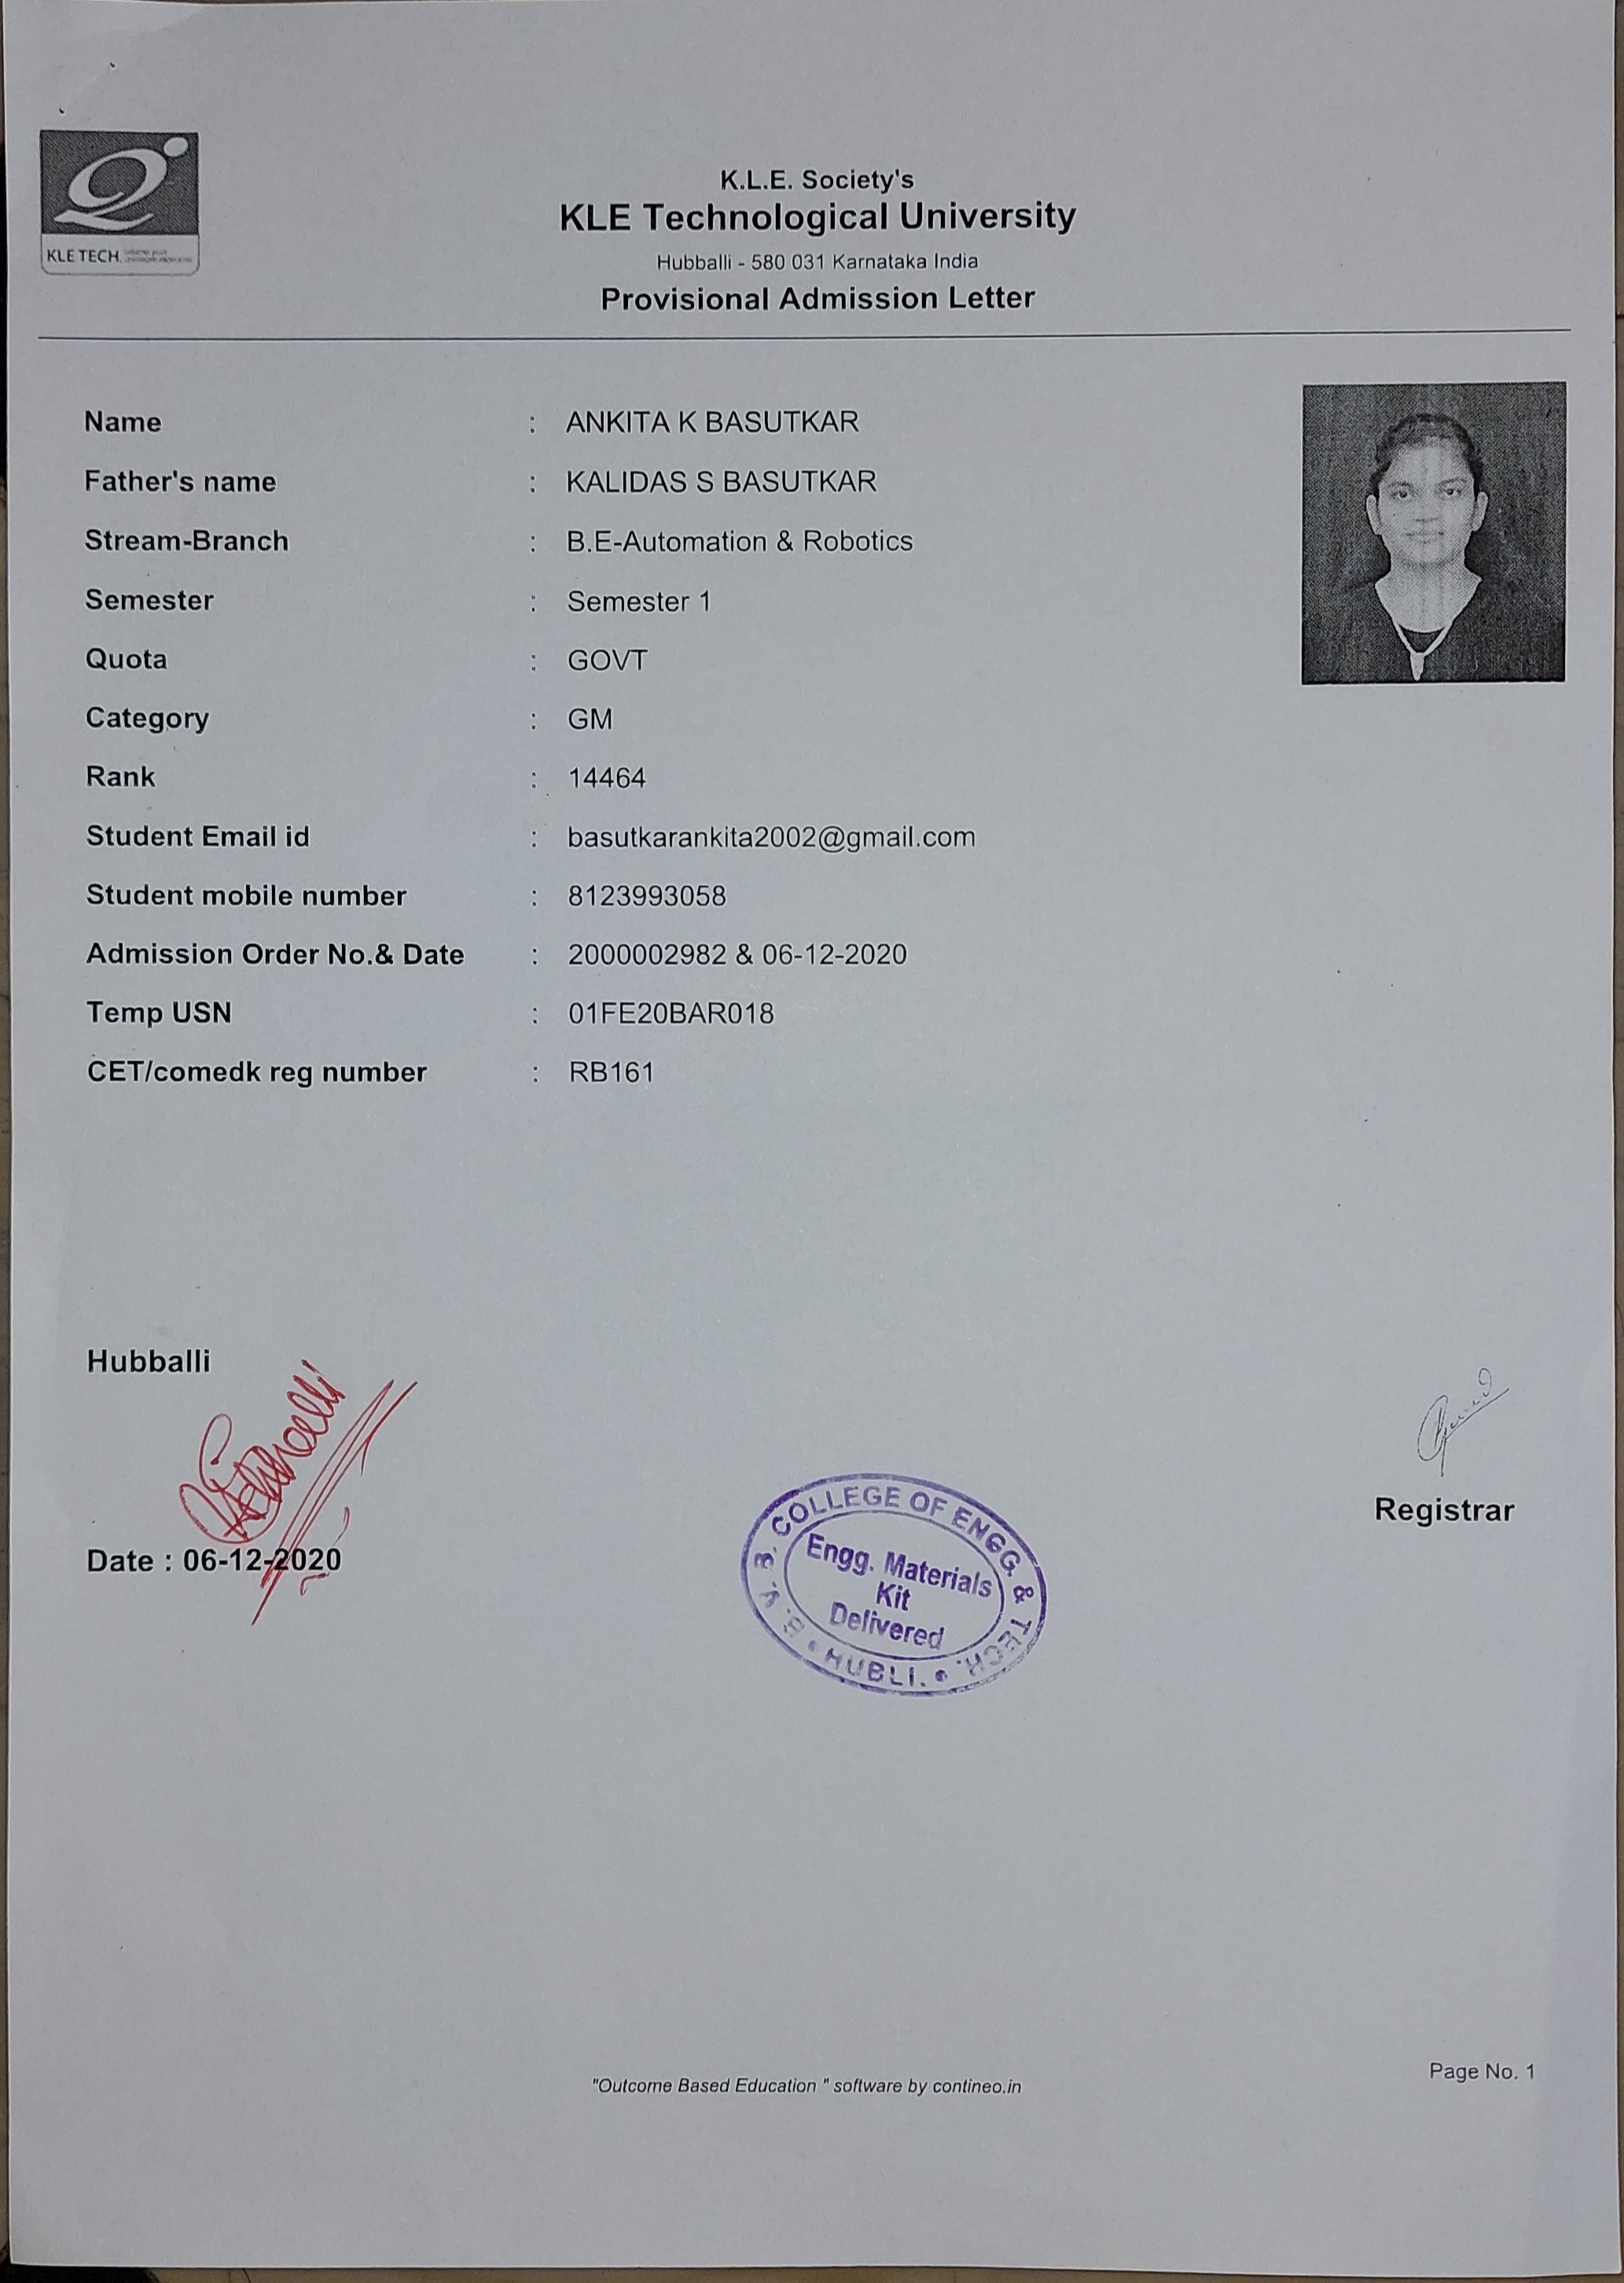 K.L.E. Society's
KLE Technological University
Hubballi - 580 031 Karnataka India
Provisional Admission Letter
KLE TECH.
Name : ANKITA K BASUTKAR
Father's name : KALIDAS S BASUTKAR
Stream-Branch : B.E-Automation & Robotics
Semester : Semester 1
Quota : GOVT
Category : GM
Rank : 14464
Student Email id : basutkarankita2002@gmail.com
Student mobile number : 8123993058
Admission Order No.& Date : 2000002982 & 06-12-2020
Temp USN : 01FE20BAR018
CET/comedk reg number : RB161
Hubballi
Registrar
Date : 06-12-2020
B. V. B. COLLEGE OF ENGG. & TECH.
HUBLI.
Engg. Materials
Kit
Delivered
Page No. 1
"Outcome Based Education " software by contineo.in